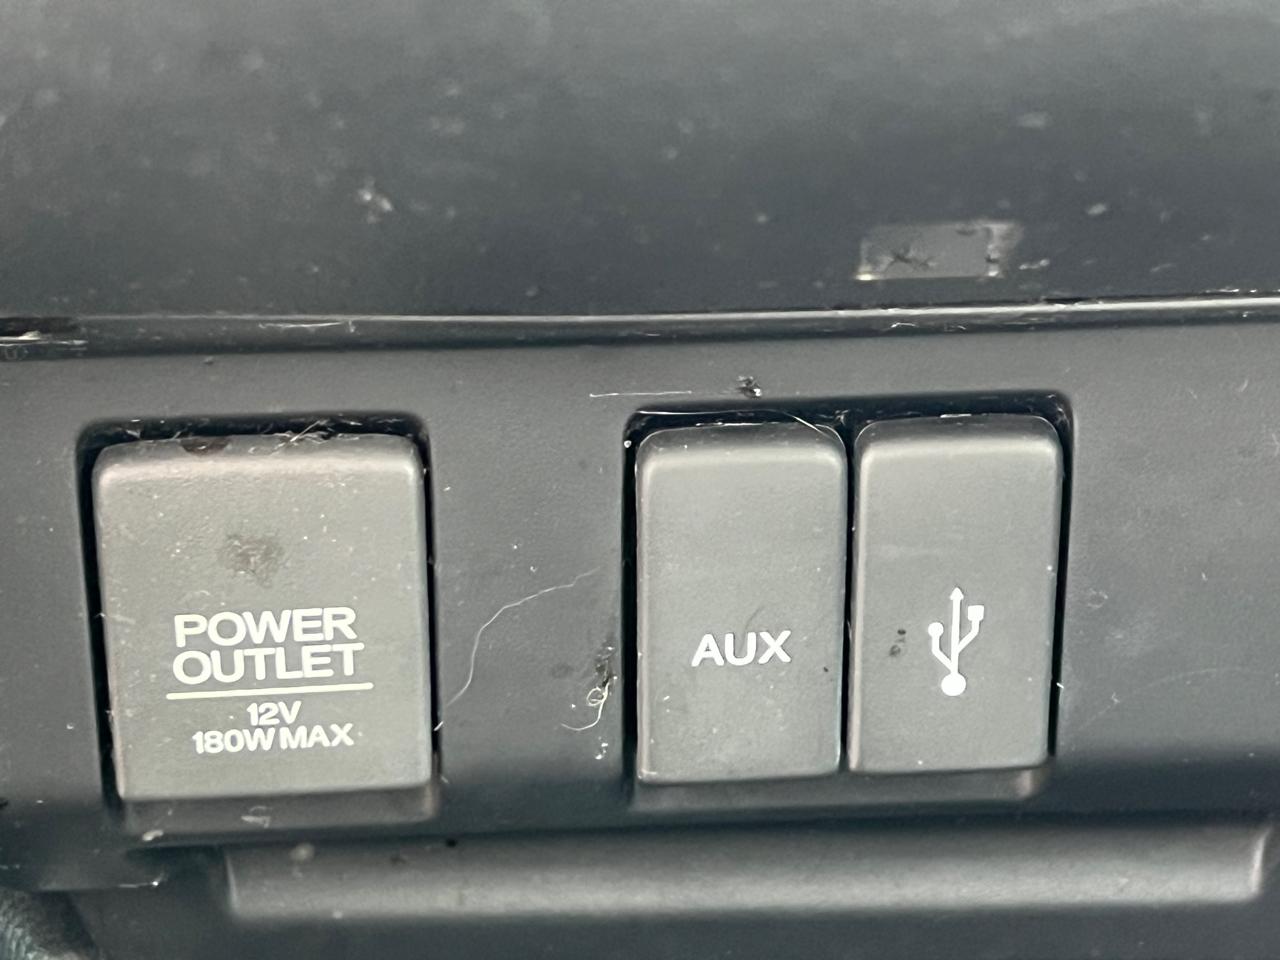 POWER
OUTLET
12V
180W MAX
AUX